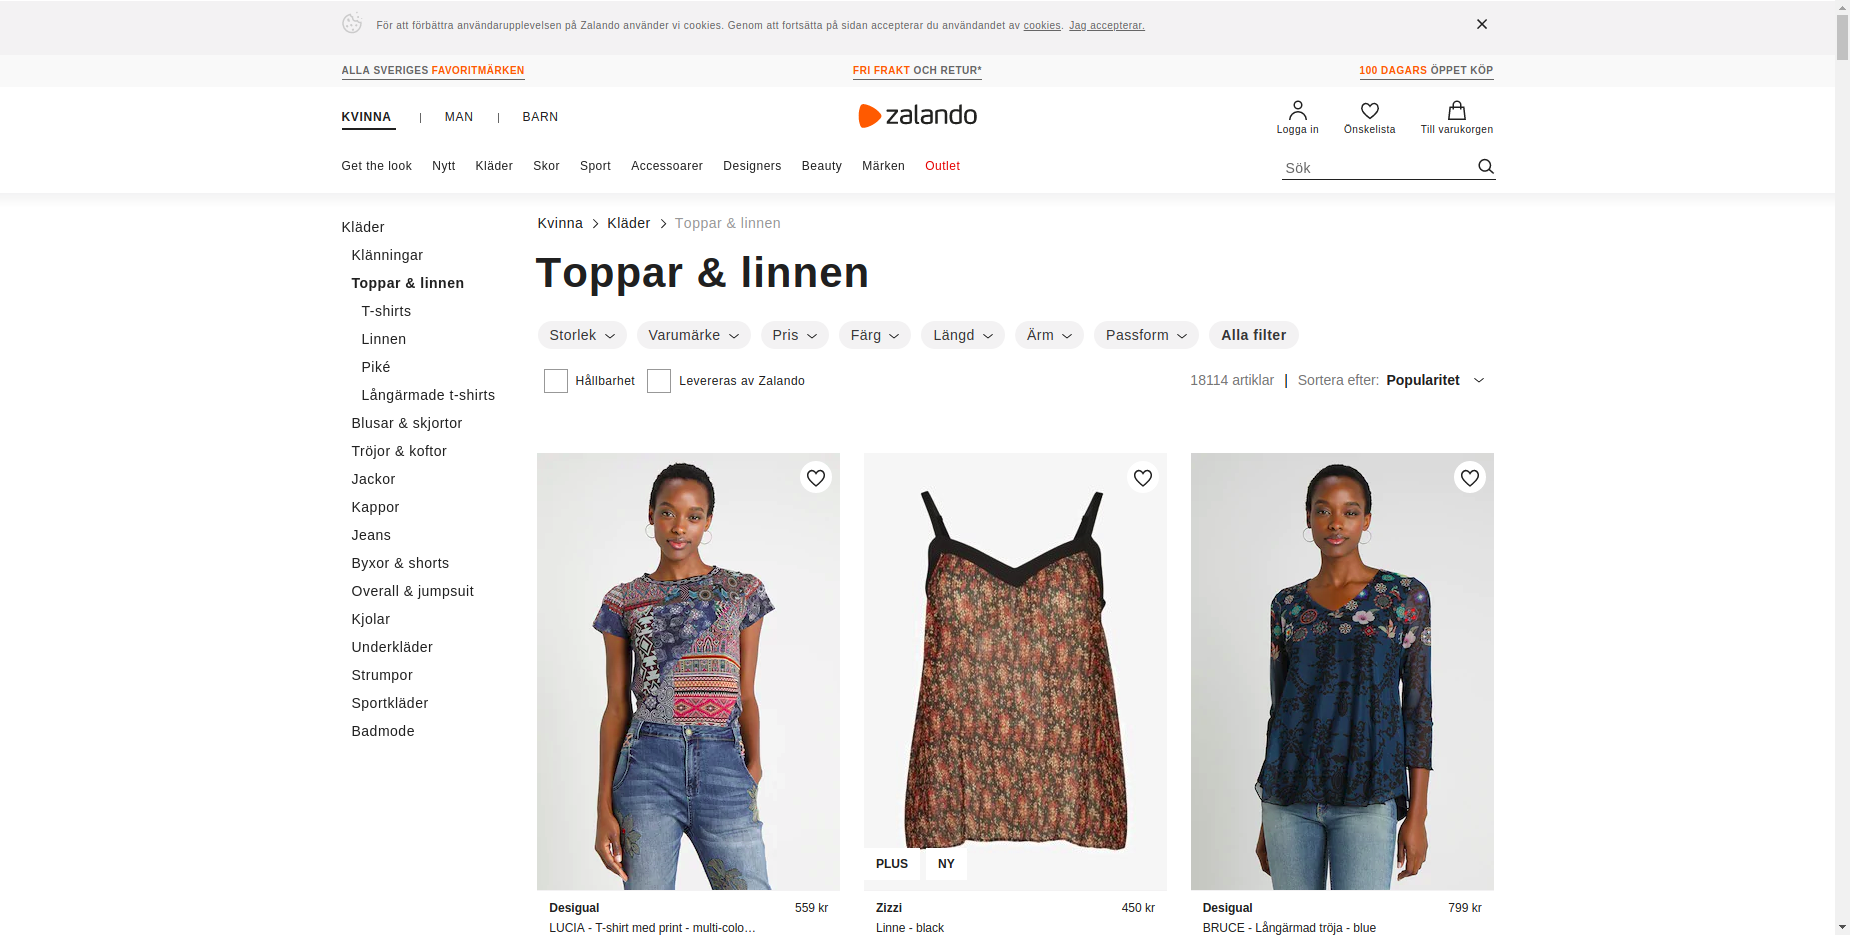 För att förbättra användarupplevelsen på Zalando använder vi cookies. Genom att fortsätta på sidan accepterar du användandet av cookies. Jag accepterar.
ALLA SVERIGES FAVORITMÄRKEN
FRI FRAKT OCH RETUR*
100 DAGARS ÖPPET KÖP
KVINNA | MAN | BARN
zalando
Logga in
Önskelista
Till varukorgen
Get the look Nytt Kläder Skor Sport Accessoarer Designers Beauty Märken Outlet
Sök
Kläder
Klänningar
Toppar & linnen
T-shirts
Linnen
Piké
Långärmade t-shirts
Blusar & skjortor
Tröjor & koftor
Jackor
Kappor
Jeans
Byxor & shorts
Overall & jumpsuit
Kjolar
Underkläder
Strumpor
Sportkläder
Badmode
Kvinna > Kläder > Toppar & linnen
Toppar & linnen
Storlek Varumärke Pris Färg Längd Ärm Passform Alla filter
Hållbarhet Levereras av Zalando
18114 artiklar | Sortera efter: Popularitet
PLUS NY
Desigual 559 kr
LUCIA - T-shirt med print - multi-colo…
Zizzi 450 kr
Linne - black
Desigual 799 kr
BRUCE - Långärmad tröja - blue